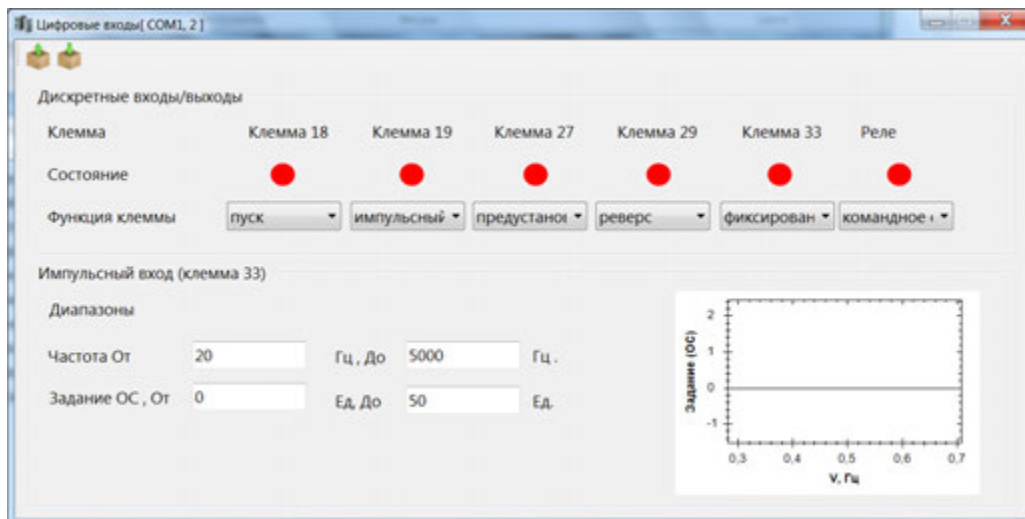 Цифровые входы[ COM1, 2 ]
Дискретные входы/выходы
Клемма Клемма 18 Клемма 19 Клемма 27 Клемма 29 Клемма 33 Реле
Состояние
Функция клеммы пуск импульсный предустанов реверс фиксирован командное
Импульсный вход (клемма 33)
Диапазоны
Частота От 20 Гц , До 5000 Гц .
Задание ОС , От 0 Ед, До 50 Ед.
Задание (ОС)
2
1
0
-1
0,3 0,4 0,5 0,6 0,7
V, Гц